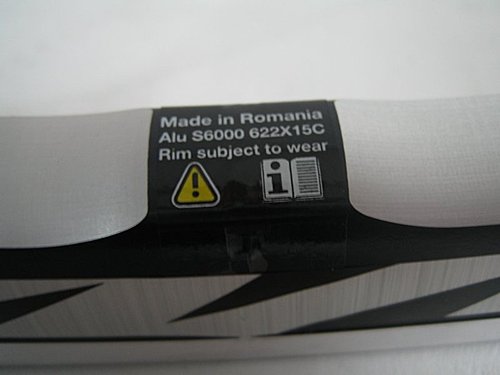 Made in Romania
Alu S6000 622X15C
Rim subject to wear